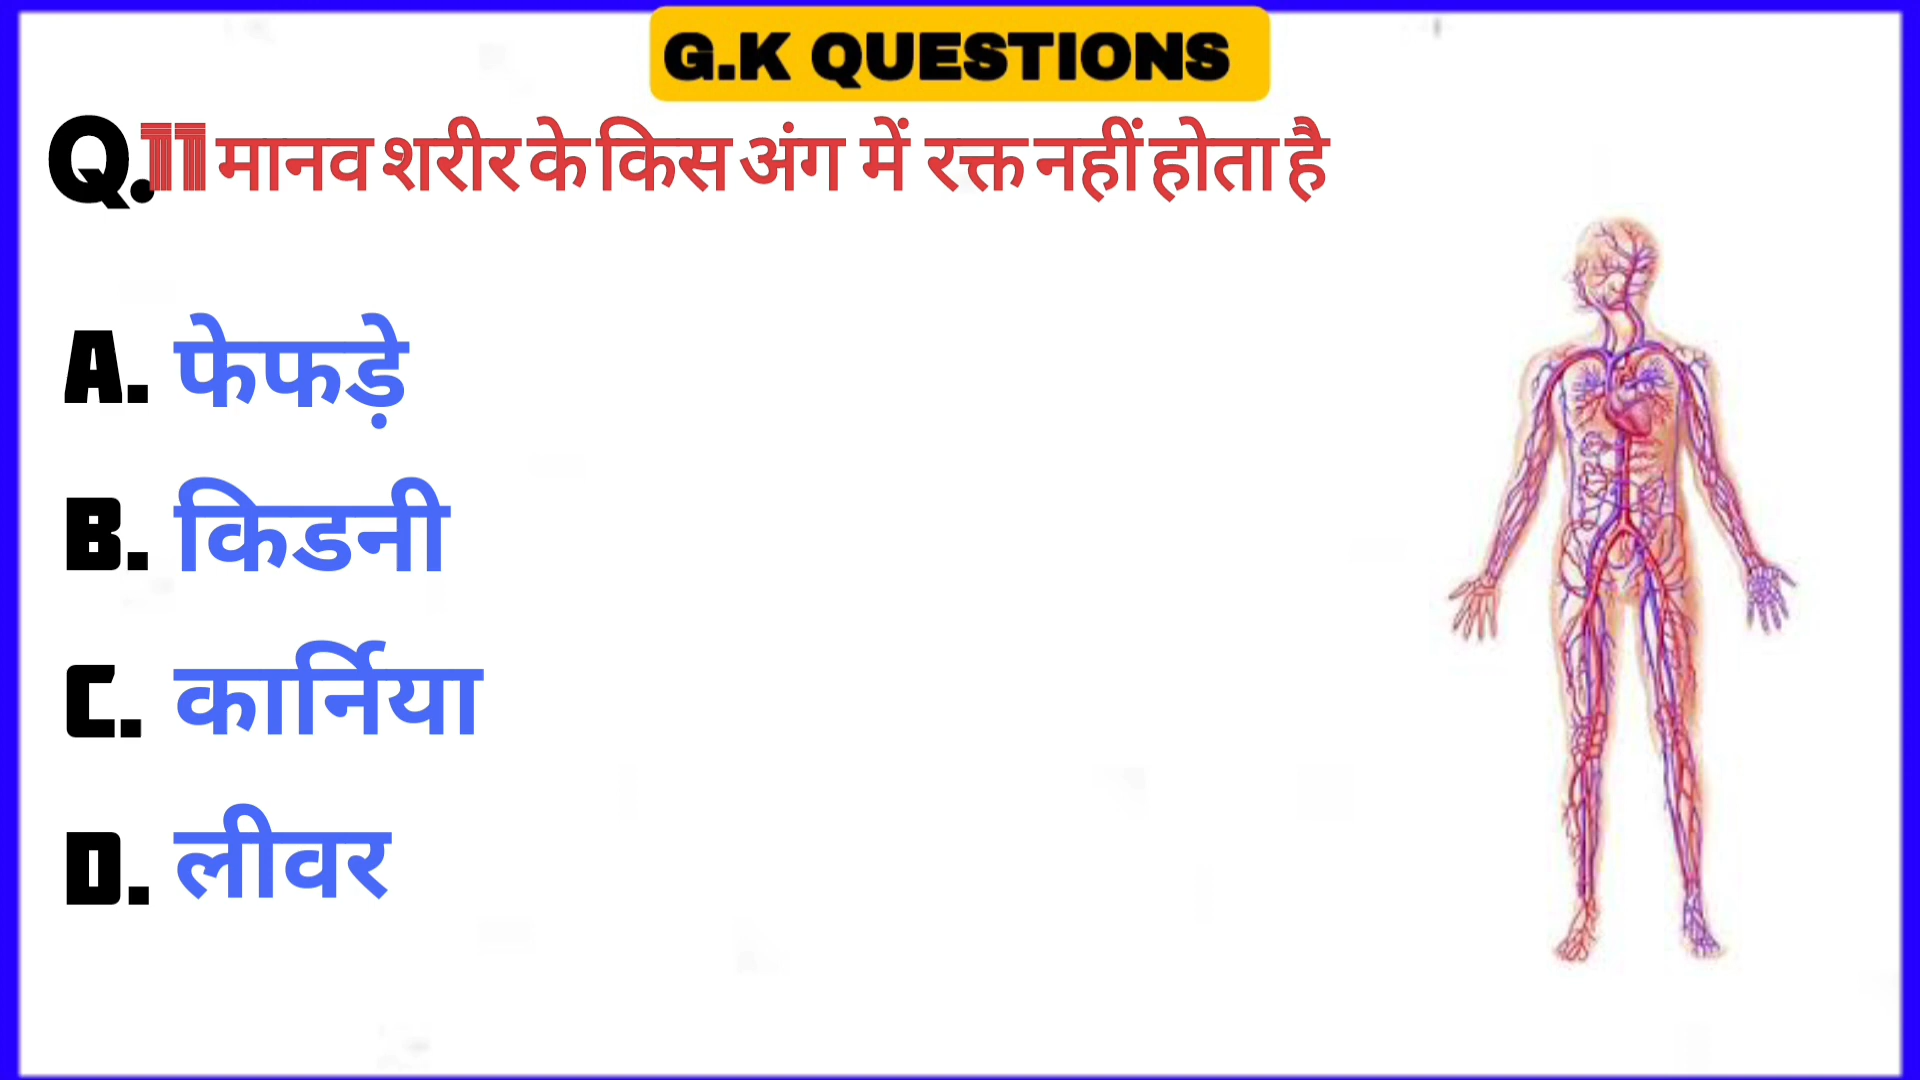 G.K QUESTIONS
Q.11 मानव शरीर के किस अंग में रक्त नहीं होता है
A. फेफड़े
B. किडनी
C. कार्निया
D. लीवर